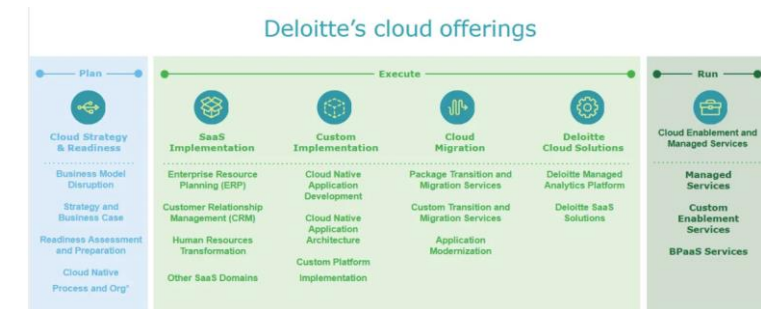 Deloitte's cloud offerings
Plan
Execute
Run
Cloud Strategy
& Readiness
Business Model
Disruption
Strategy and
Business Case
Readiness Assessment
and Preparation
Cloud Native
Process and Org*
SaaS
Implementation
Enterprise Resource
Planning (ERP)
Customer Relationship
Management (CRM)
Human Resources
Transformation
Other SaaS Domains
Custom
Implementation
Cloud Native
Application
Development
Cloud Native
Application
Architecture
Custom Platform
Implementation
Cloud
Migration
Package Transition and
Migration Services
Custom Transition and
Migration Services
Application
Modernization
Deloitte
Cloud Solutions
Deloitte Managed
Analytics Platform
Deloitte SaaS
Solutions
Cloud Enablement and
Managed Services
Managed
Services
Custom
Enablement
Services
BPaaS Services